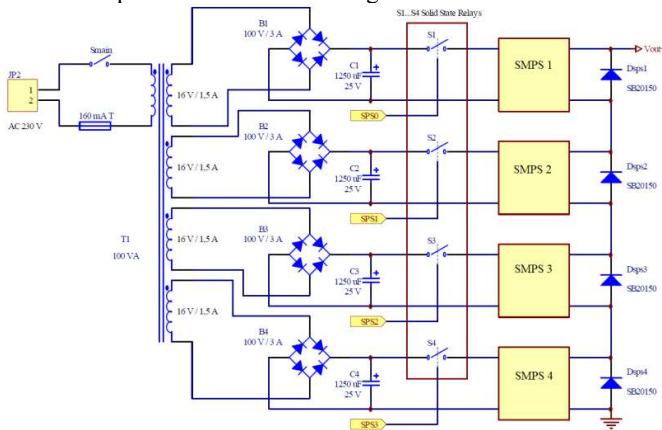 B1
100 V / 3 A
S1...S4 Solid State Relays
Smain
JP2
1
2
AC 230 V
160 mA T
16 V / 1,5 A
C1
1250 uF
25 V
S1
SPS0
SMPS 1
Vout
Dsps1
SB20150
B2
100 V / 3 A
16 V / 1,5 A
C2
1250 uF
25 V
S2
SPS1
SMPS 2
Dsps2
SB20150
T1
100 VA
B3
100 V / 3 A
16 V / 1,5 A
C3
1250 uF
25 V
S3
SPS2
SMPS 3
Dsps3
SB20150
B4
100 V / 3 A
16 V / 1,5 A
C4
1250 uF
25 V
S4
SPS3
SMPS 4
Dsps4
SB20150